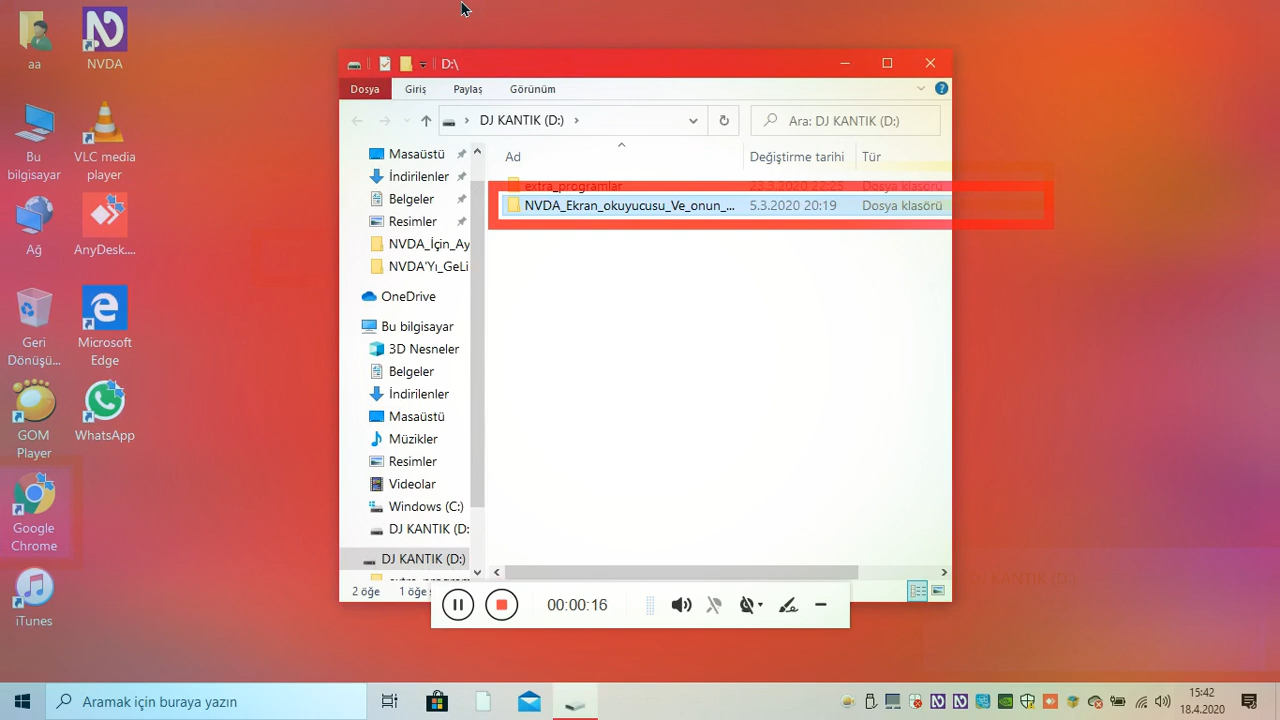 aa
NVDA
Bu bilgisayar
VLC media player
Ağ
AnyDesk....
Geri Dönüşü...
Microsoft Edge
GOM Player
WhatsApp
Google Chrome
iTunes
D:\
Dosya
Giriş
Paylaş
Görünüm
DJ KANTIK (D:)
Ara: DJ KANTIK (D:)
Ad
Değiştirme tarihi
Tür
extra_programlar
23.3.2020 22:25
Dosya klasörü
NVDA_Ekran_okuyucusu_Ve_onun_...
5.3.2020 20:19
Dosya klasörü
Masaüstü
İndirilenler
Belgeler
Resimler
NVDA_İçin_Ay
NVDA'Yı_GeLi
OneDrive
Bu bilgisayar
3D Nesneler
Belgeler
İndirilenler
Masaüstü
Müzikler
Resimler
Videolar
Windows (C:)
DJ KANTIK (D:
DJ KANTIK (D:)
extra_program
2 öğe
1 öğe
DJ KANTIK (D:)
00:00:16
Aramak için buraya yazın
15:42
18.4.2020